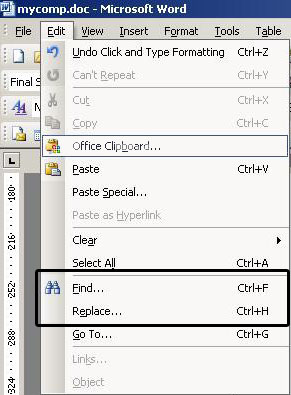 mycomp.doc - Microsoft Word
File Edit View Insert Format Tools Tabl
Undo Click and Type Formatting Ctrl+Z
Can't Repeat Ctrl+Y
Final S
Cut Ctrl+X
Copy Ctrl+C
Office Clipboard...
Paste Ctrl+V
Paste Special...
Paste as Hyperlink
Clear
Select All Ctrl+A
Find... Ctrl+F
Replace... Ctrl+H
Go To... Ctrl+G
Links...
Object
L
180
216
252
288
324